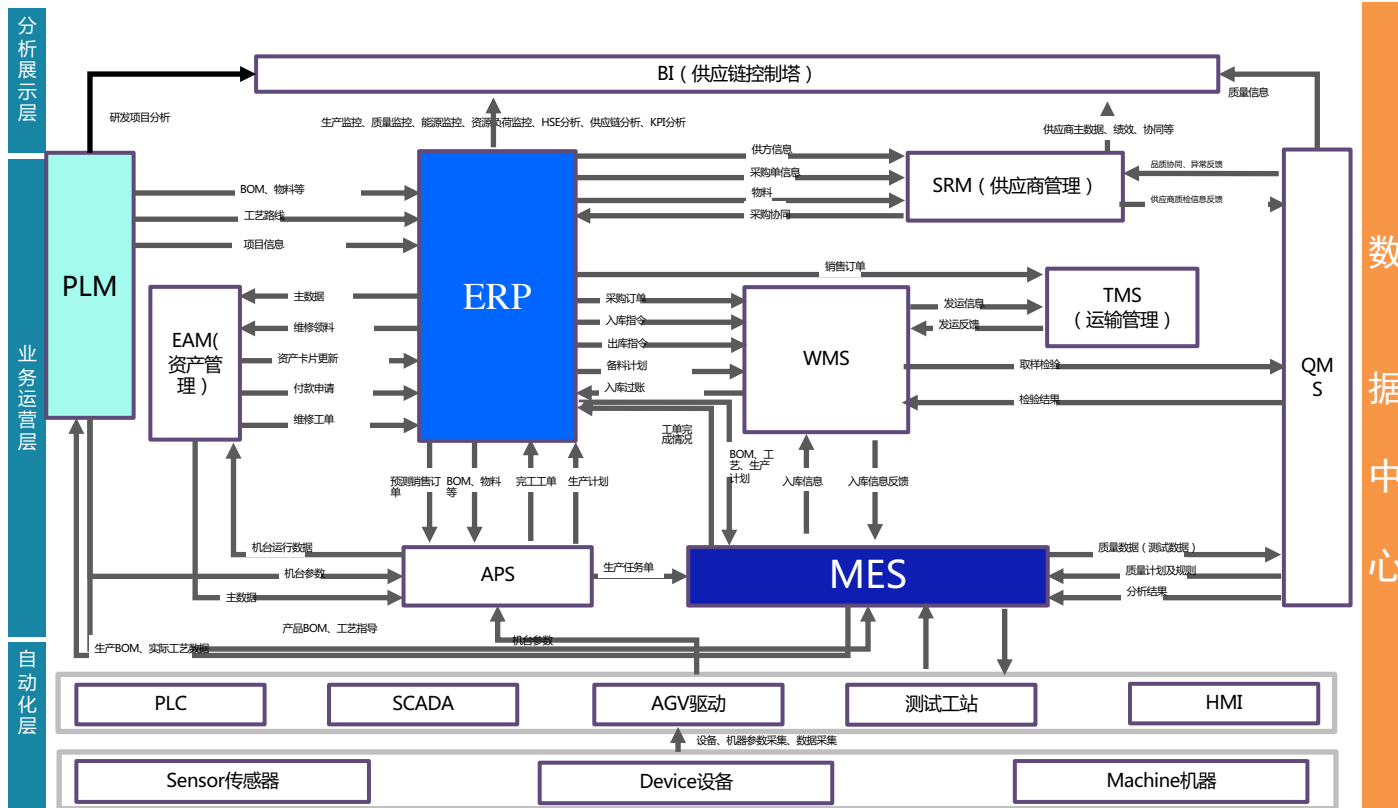 分析展示层
BI（供应链控制塔）
研发项目分析
生产监控、质量监控、能源监控、资源负荷监控、HSE分析、供应链分析、KPI分析
供应商主数据、绩效、协同等
质量信息
业务运营层
PLM
BOM、物料等
工艺路线
项目信息
ERP
供方信息
采购单信息
物料
采购协同
SRM（供应商管理）
品质协同、异常反馈
供应商质检信息反馈
销售订单
TMS
（运输管理）
发运信息
发运反馈
EAM(
资产管
理）
主数据
维修领料
资产卡片更新
付款申请
维修工单
采购订单
入库指令
出库指令
备料计划
入库过账
WMS
取样检验
检验结果
QM
S
工单完
成情况
BOM、工
艺、生产
计划
入库信息
入库信息反馈
预测销售订
单
BOM、物料
等
完工工单
生产计划
机台运行数据
机台参数
主数据
APS
生产任务单
MES
质量数据（测试数据）
质量计划及规则
分析结果
产品BOM、工艺指导
生产BOM、实际工艺数据
机台参数
自动化层
PLC
SCADA
AGV驱动
测试工站
HMI
设备、机器参数采集、数据采集
Sensor传感器
Device设备
Machine机器
数
据
中
心